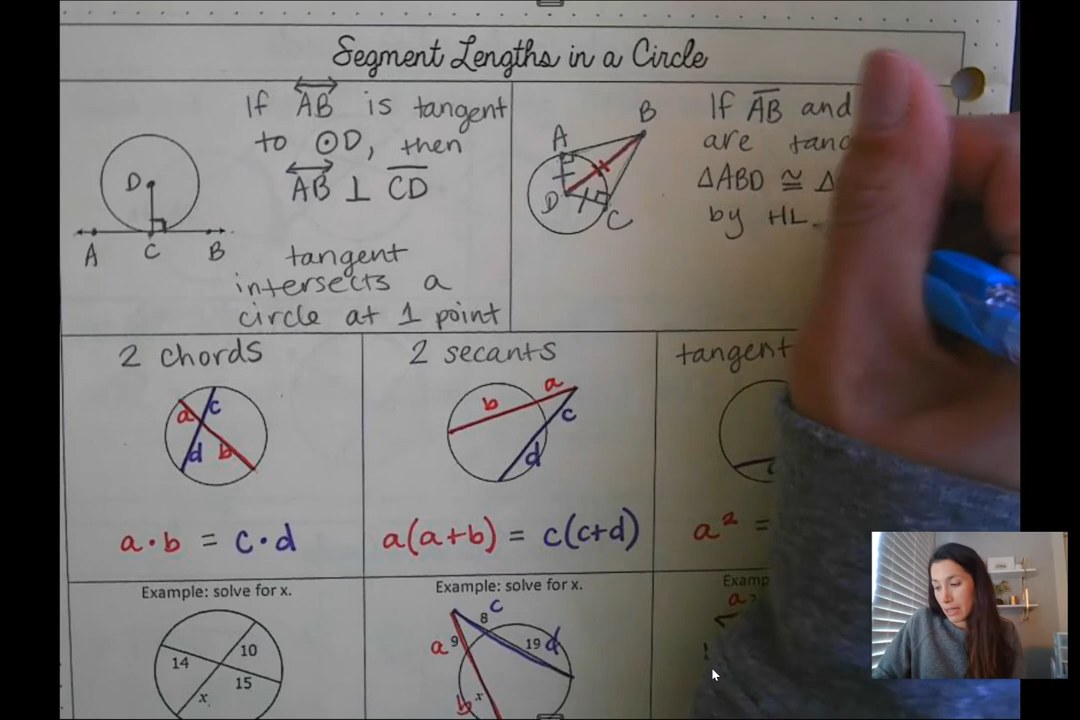 Segment Lengths in a Circle
If AB is tangent
to ⊙D, then
AB ⊥ CD
tangent
intersects a
circle at 1 point
D
A C B
If AB and
are
△ABD ≅ △
by HL
B
A
D
C
2 chords
a c
d b
a·b = c·d
2 secants
a
b
c
d
a(a+b) = c(c+d)
tangent
a² =
Example: solve for x.
10
14
15
x
Example: solve for x.
c
8
a 9
19 d
b x
a